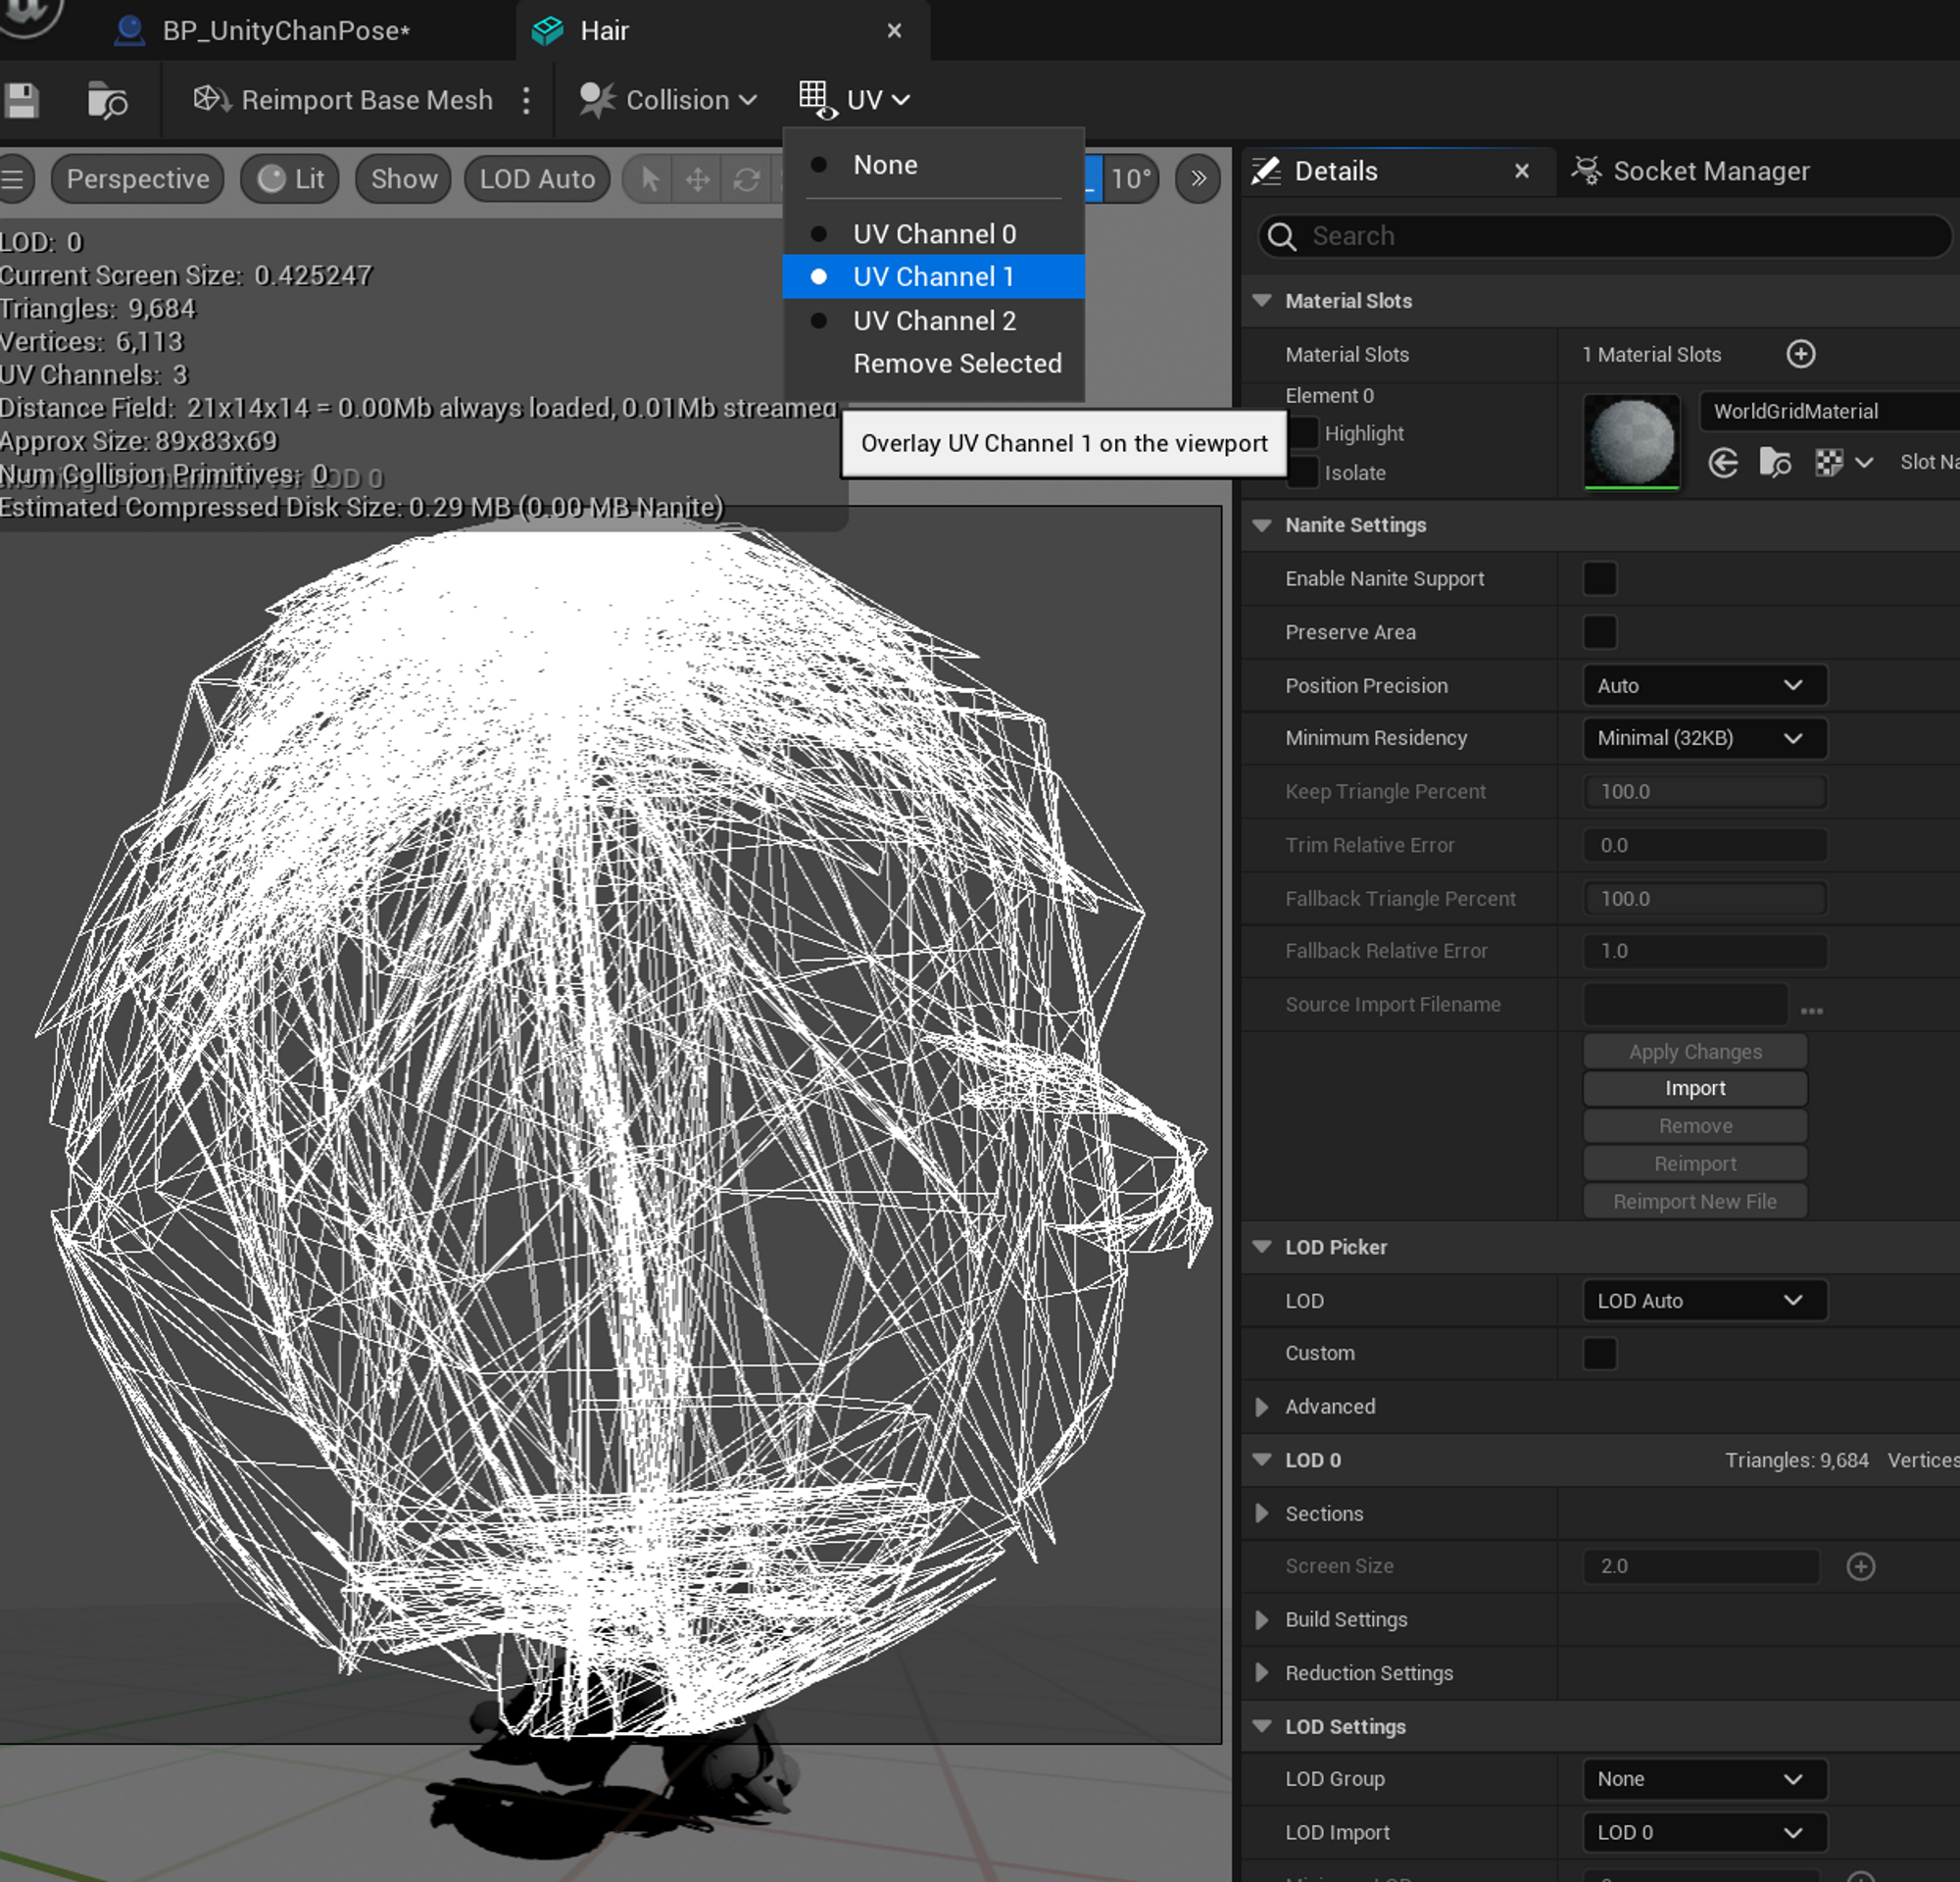 BP_UnityChanPose*
Hair
Reimport Base Mesh
Collision
UV
None
UV Channel 0
UV Channel 1
UV Channel 2
Remove Selected
Overlay UV Channel 1 on the viewport
Perspective
Lit
Show
LOD Auto
10°
LOD: 0
Current Screen Size: 0.425247
Triangles: 9,684
Vertices: 6,113
UV Channels: 3
Distance Field: 21x14x14 = 0.00Mb always loaded, 0.01Mb streamed
Approx Size: 89x83x69
Num Collision Primitives: 0
Estimated Compressed Disk Size: 0.29 MB (0.00 MB Nanite)
Details
Socket Manager
Search
Material Slots
Material Slots
1 Material Slots
Element 0
Highlight
Isolate
WorldGridMaterial
Slot Na
Nanite Settings
Enable Nanite Support
Preserve Area
Position Precision
Auto
Minimum Residency
Minimal (32KB)
Keep Triangle Percent
100.0
Trim Relative Error
0.0
Fallback Triangle Percent
100.0
Fallback Relative Error
1.0
Source Import Filename
...
Apply Changes
Import
Remove
Reimport
Reimport New File
LOD Picker
LOD
LOD Auto
Custom
Advanced
LOD 0
Triangles: 9,684
Vertices
Sections
Screen Size
2.0
Build Settings
Reduction Settings
LOD Settings
LOD Group
None
LOD Import
LOD 0